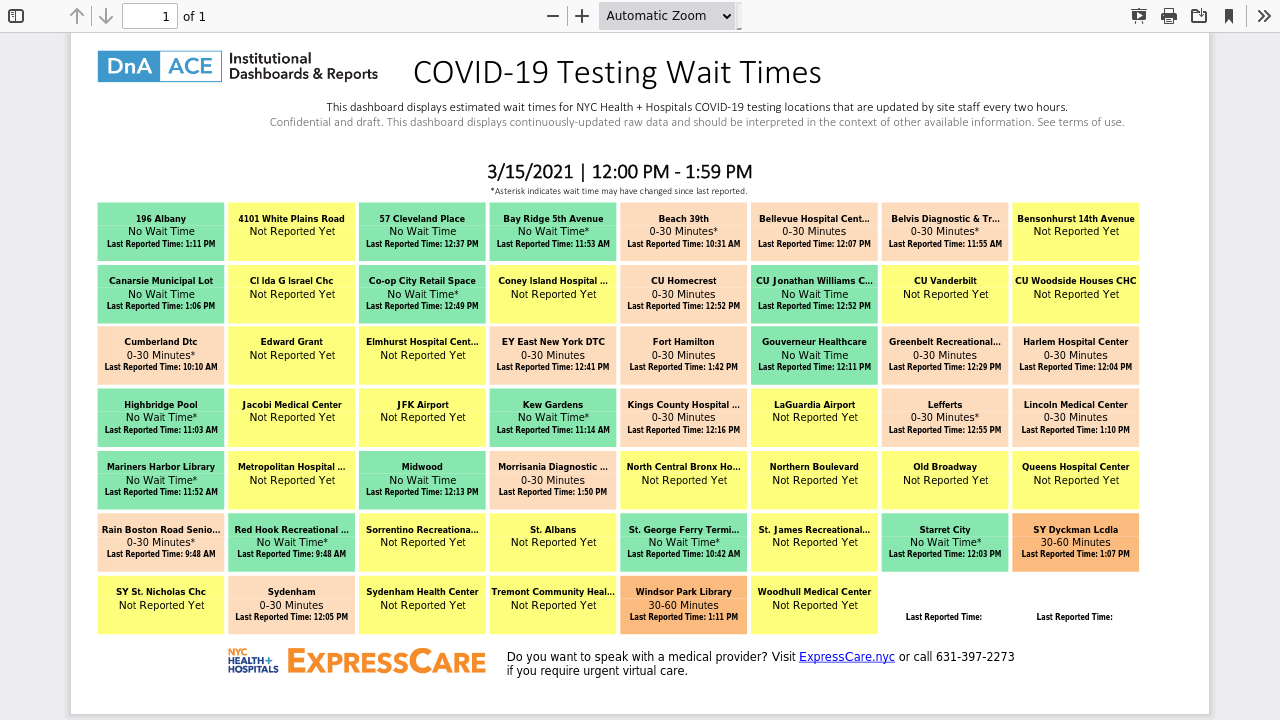 1 of 1 Automatic Zoom
DnA ACE Institutional
Dashboards & Reports
COVID-19 Testing Wait Times
This dashboard displays estimated wait times for NYC Health + Hospitals COVID-19 testing locations that are updated by site staff every two hours.
Confidential and draft. This dashboard displays continuously-updated raw data and should be interpreted in the context of other available information. See terms of use.
3/15/2021 | 12:00 PM - 1:59 PM
*Asterisk indicates wait time may have changed since last reported.
196 Albany
No Wait Time
Last Reported Time: 1:11 PM
4101 White Plains Road
Not Reported Yet
57 Cleveland Place
No Wait Time
Last Reported Time: 12:37 PM
Bay Ridge 5th Avenue
No Wait Time*
Last Reported Time: 11:53 AM
Beach 39th
0-30 Minutes*
Last Reported Time: 10:31 AM
Bellevue Hospital Cent...
0-30 Minutes
Last Reported Time: 12:07 PM
Belvis Diagnostic & Tr...
0-30 Minutes*
Last Reported Time: 11:55 AM
Bensonhurst 14th Avenue
Not Reported Yet
Canarsie Municipal Lot
No Wait Time
Last Reported Time: 1:06 PM
Cl Ida G Israel Chc
Not Reported Yet
Co-op City Retail Space
No Wait Time*
Last Reported Time: 12:49 PM
Coney Island Hospital ...
Not Reported Yet
CU Homecrest
0-30 Minutes
Last Reported Time: 12:52 PM
CU Jonathan Williams C...
No Wait Time
Last Reported Time: 12:52 PM
CU Vanderbilt
Not Reported Yet
CU Woodside Houses CHC
Not Reported Yet
Cumberland Dtc
0-30 Minutes*
Last Reported Time: 10:10 AM
Edward Grant
Not Reported Yet
Elmhurst Hospital Cent...
Not Reported Yet
EY East New York DTC
0-30 Minutes
Last Reported Time: 12:41 PM
Fort Hamilton
0-30 Minutes
Last Reported Time: 1:42 PM
Gouverneur Healthcare
No Wait Time
Last Reported Time: 12:11 PM
Greenbelt Recreational...
0-30 Minutes
Last Reported Time: 12:29 PM
Harlem Hospital Center
0-30 Minutes
Last Reported Time: 12:04 PM
Highbridge Pool
No Wait Time*
Last Reported Time: 11:03 AM
Jacobi Medical Center
Not Reported Yet
JFK Airport
Not Reported Yet
Kew Gardens
No Wait Time*
Last Reported Time: 11:14 AM
Kings County Hospital ...
0-30 Minutes
Last Reported Time: 12:16 PM
LaGuardia Airport
Not Reported Yet
Lefferts
0-30 Minutes*
Last Reported Time: 12:55 PM
Lincoln Medical Center
0-30 Minutes
Last Reported Time: 1:10 PM
Mariners Harbor Library
No Wait Time*
Last Reported Time: 11:52 AM
Metropolitan Hospital ...
Not Reported Yet
Midwood
No Wait Time
Last Reported Time: 12:13 PM
Morrisania Diagnostic ...
0-30 Minutes
Last Reported Time: 1:50 PM
North Central Bronx Ho...
Not Reported Yet
Northern Boulevard
Not Reported Yet
Old Broadway
Not Reported Yet
Queens Hospital Center
Not Reported Yet
Rain Boston Road Senio...
0-30 Minutes*
Last Reported Time: 9:48 AM
Red Hook Recreational ...
No Wait Time*
Last Reported Time: 9:48 AM
Sorrentino Recreationa...
Not Reported Yet
St. Albans
Not Reported Yet
St. George Ferry Termi...
No Wait Time*
Last Reported Time: 10:42 AM
St. James Recreational...
Not Reported Yet
Starret City
No Wait Time*
Last Reported Time: 12:03 PM
SY Dyckman Lcdla
30-60 Minutes
Last Reported Time: 1:07 PM
SY St. Nicholas Chc
Not Reported Yet
Sydenham
0-30 Minutes
Last Reported Time: 12:05 PM
Sydenham Health Center
Not Reported Yet
Tremont Community Heal...
Not Reported Yet
Windsor Park Library
30-60 Minutes
Last Reported Time: 1:11 PM
Woodhull Medical Center
Not Reported Yet
Last Reported Time:
Last Reported Time:
NYC
HEALTH+
HOSPITALS
EXPRESSCARE
Do you want to speak with a medical provider? Visit ExpressCare.nyc or call 631-397-2273
if you require urgent virtual care.